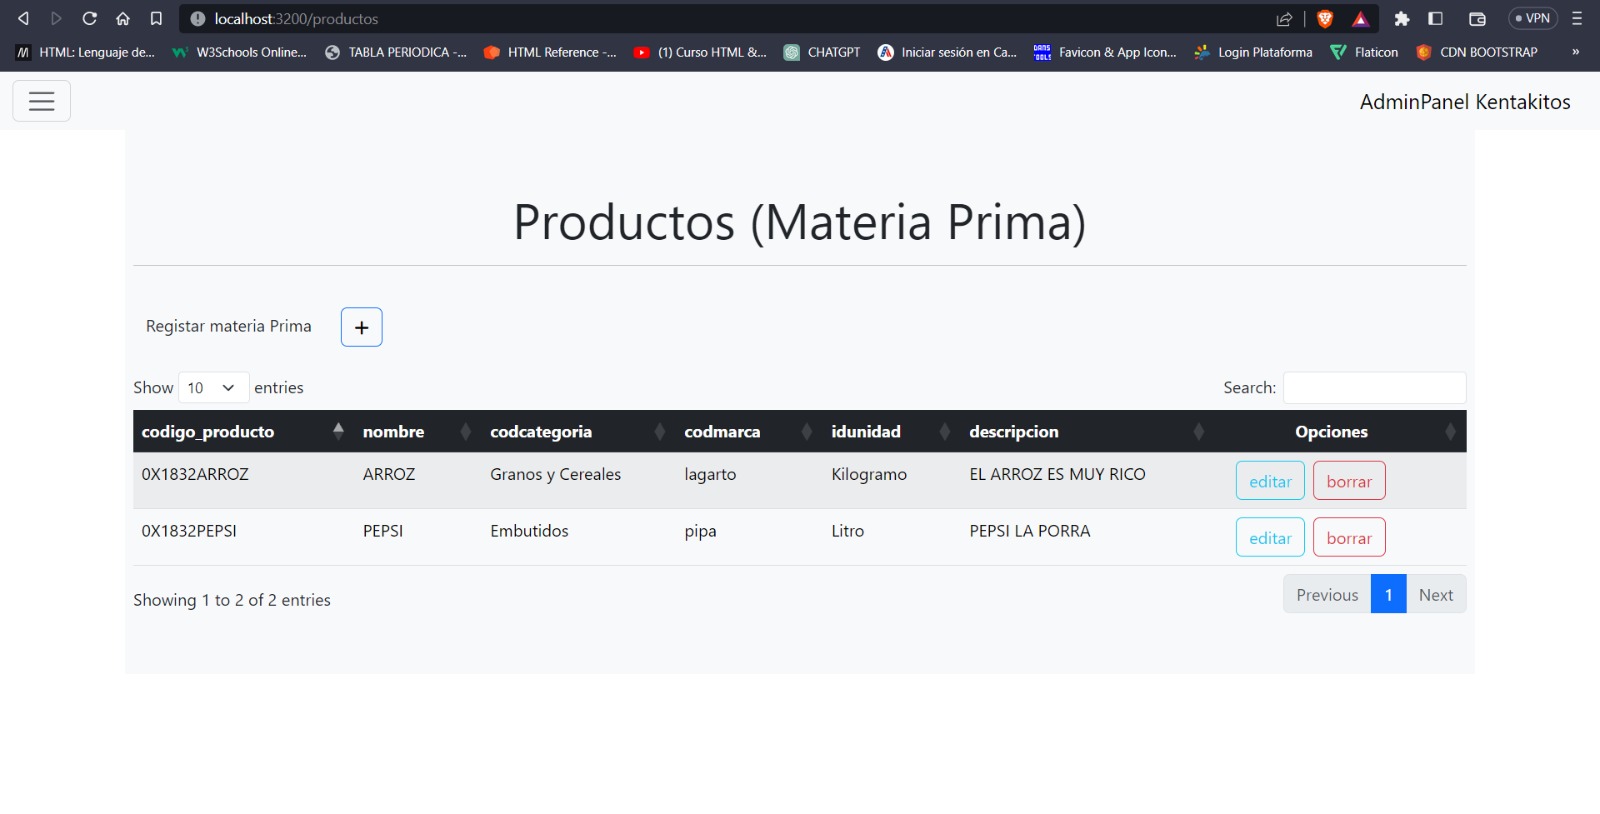 localhost:3200/productos
VPN
HTML: Lenguaje de... W3Schools Online... TABLA PERIODICA -... HTML Reference -... (1) Curso HTML &... CHATGPT Iniciar sesión en Ca... Favicon & App Icon... Login Plataforma Flaticon CDN BOOTSTRAP »
AdminPanel Kentakitos
Productos (Materia Prima)
Registar materia Prima +
Show 10 entries Search:
codigo_producto nombre codcategoria codmarca idunidad descripcion Opciones
0X1832ARROZ ARROZ Granos y Cereales lagarto Kilogramo EL ARROZ ES MUY RICO editar borrar
0X1832PEPSI PEPSI Embutidos pipa Litro PEPSI LA PORRA editar borrar
Showing 1 to 2 of 2 entries Previous 1 Next